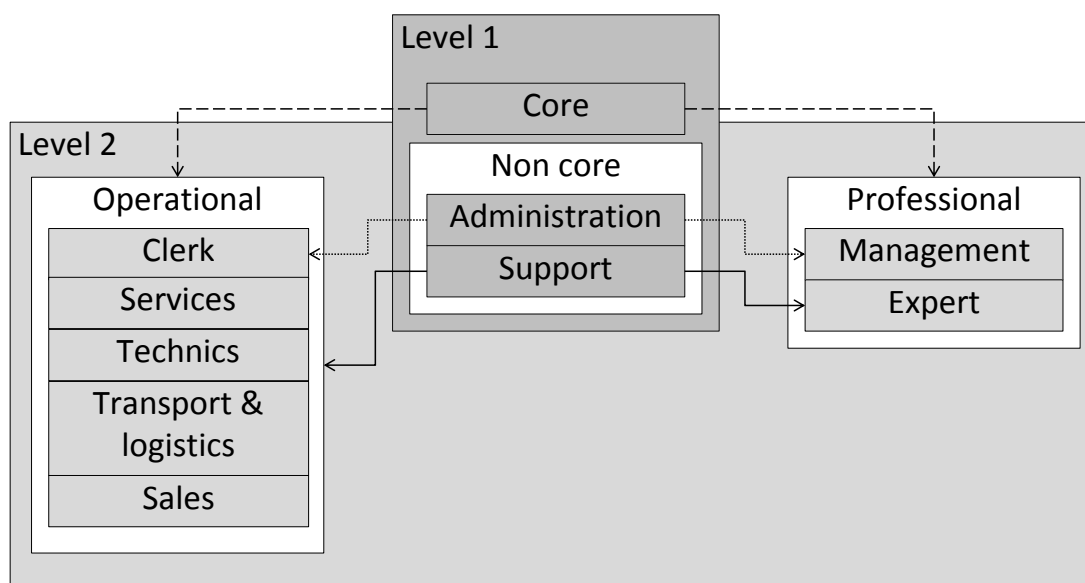 Level 1
Core
Level 2
Non core
Operational
Professional
Administration
Clerk
Management
Support
Services
Expert
Technics
Transport &
logistics
Sales